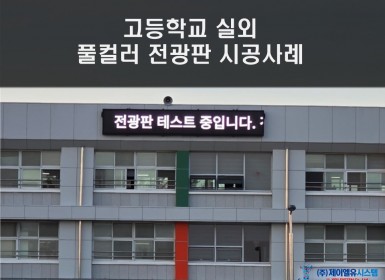 고등학교 실외
풀컬러 전광판 시공사례
전광판 테스트 중입니다. :
(주)제이엘유시스템